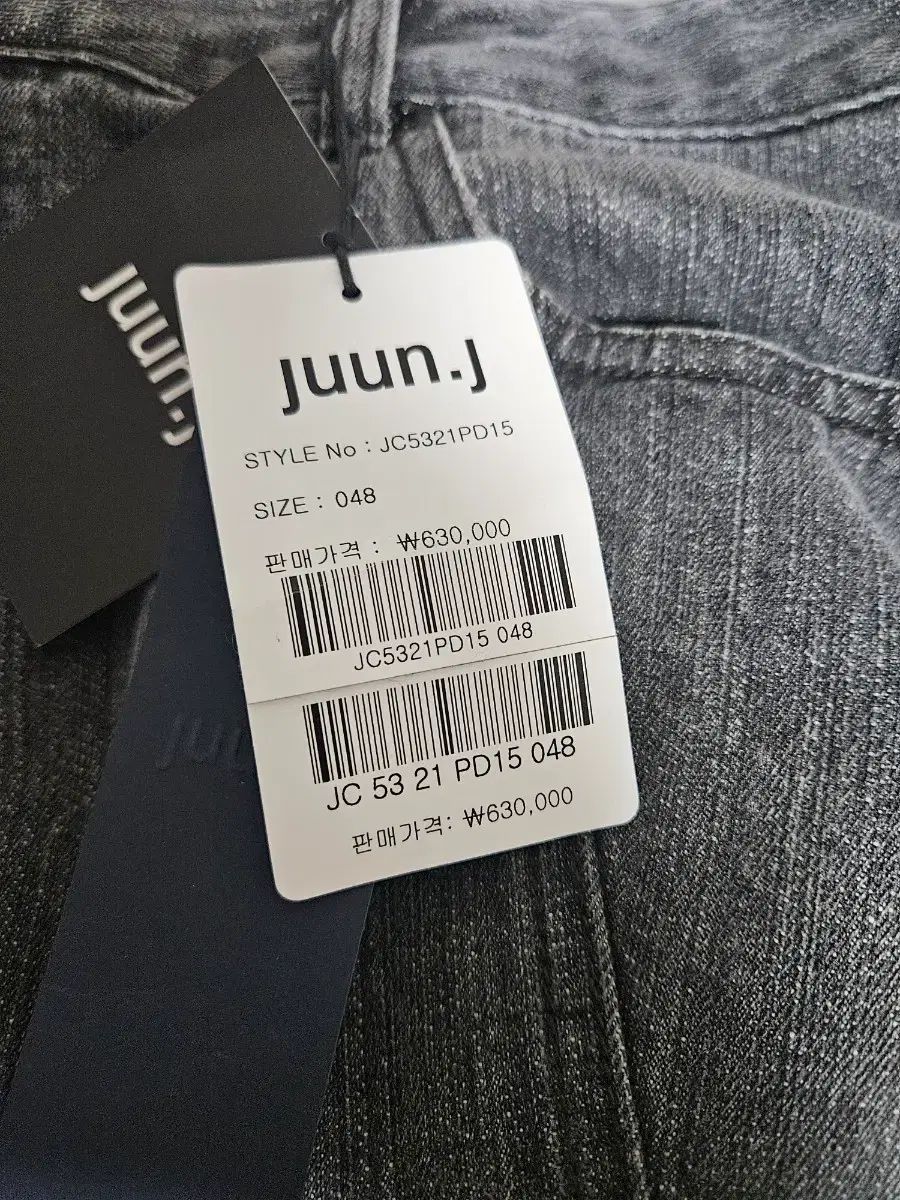 juun.j
juun.j
STYLE No : JC5321PD15
SIZE : 048
판매가격 : ₩630,000
JC5321PD15 048
JC 53 21 PD15 048
판매가격: ₩630,000